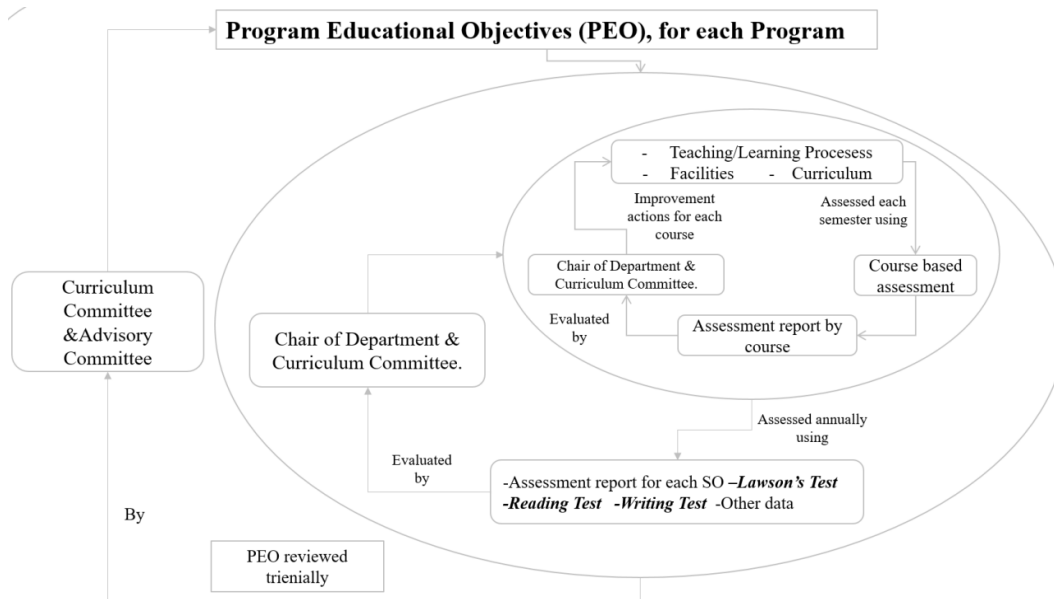 Program Educational Objectives (PEO), for each Program
- Teaching/Learning Procesess
- Facilities - Curriculum
Improvement
actions for each
course
Assessed each
semester using
Chair of Department &
Curriculum Committee.
Course based
assessment
Evaluated
by
Assessment report by
course
Curriculum
Committee
&Advisory
Committee
Chair of Department &
Curriculum Committee.
Assessed annually
using
Evaluated
by
-Assessment report for each SO –Lawson’s Test
-Reading Test -Writing Test -Other data
By
PEO reviewed
trienially